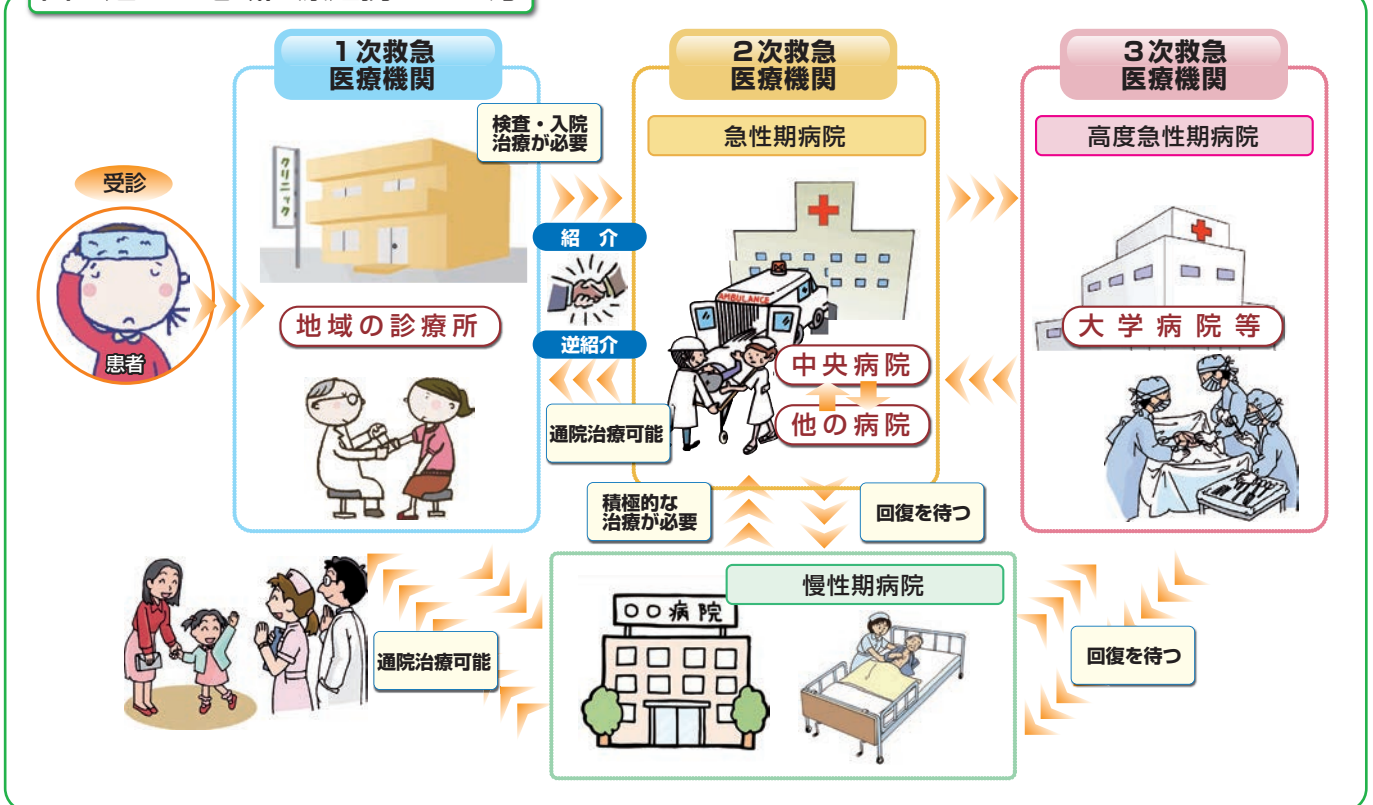 1次救急
医療機関
2次救急
医療機関
3次救急
医療機関
検査・入院
治療が必要
急性期病院
高度急性期病院
受診
クリニック
紹介
AMBULANCE
地域の診療所
大学病院等
逆紹介
患者
中央病院
他の病院
通院治療可能
積極的な
治療が必要
回復を待つ
慢性期病院
○○病院
通院治療可能
回復を待つ